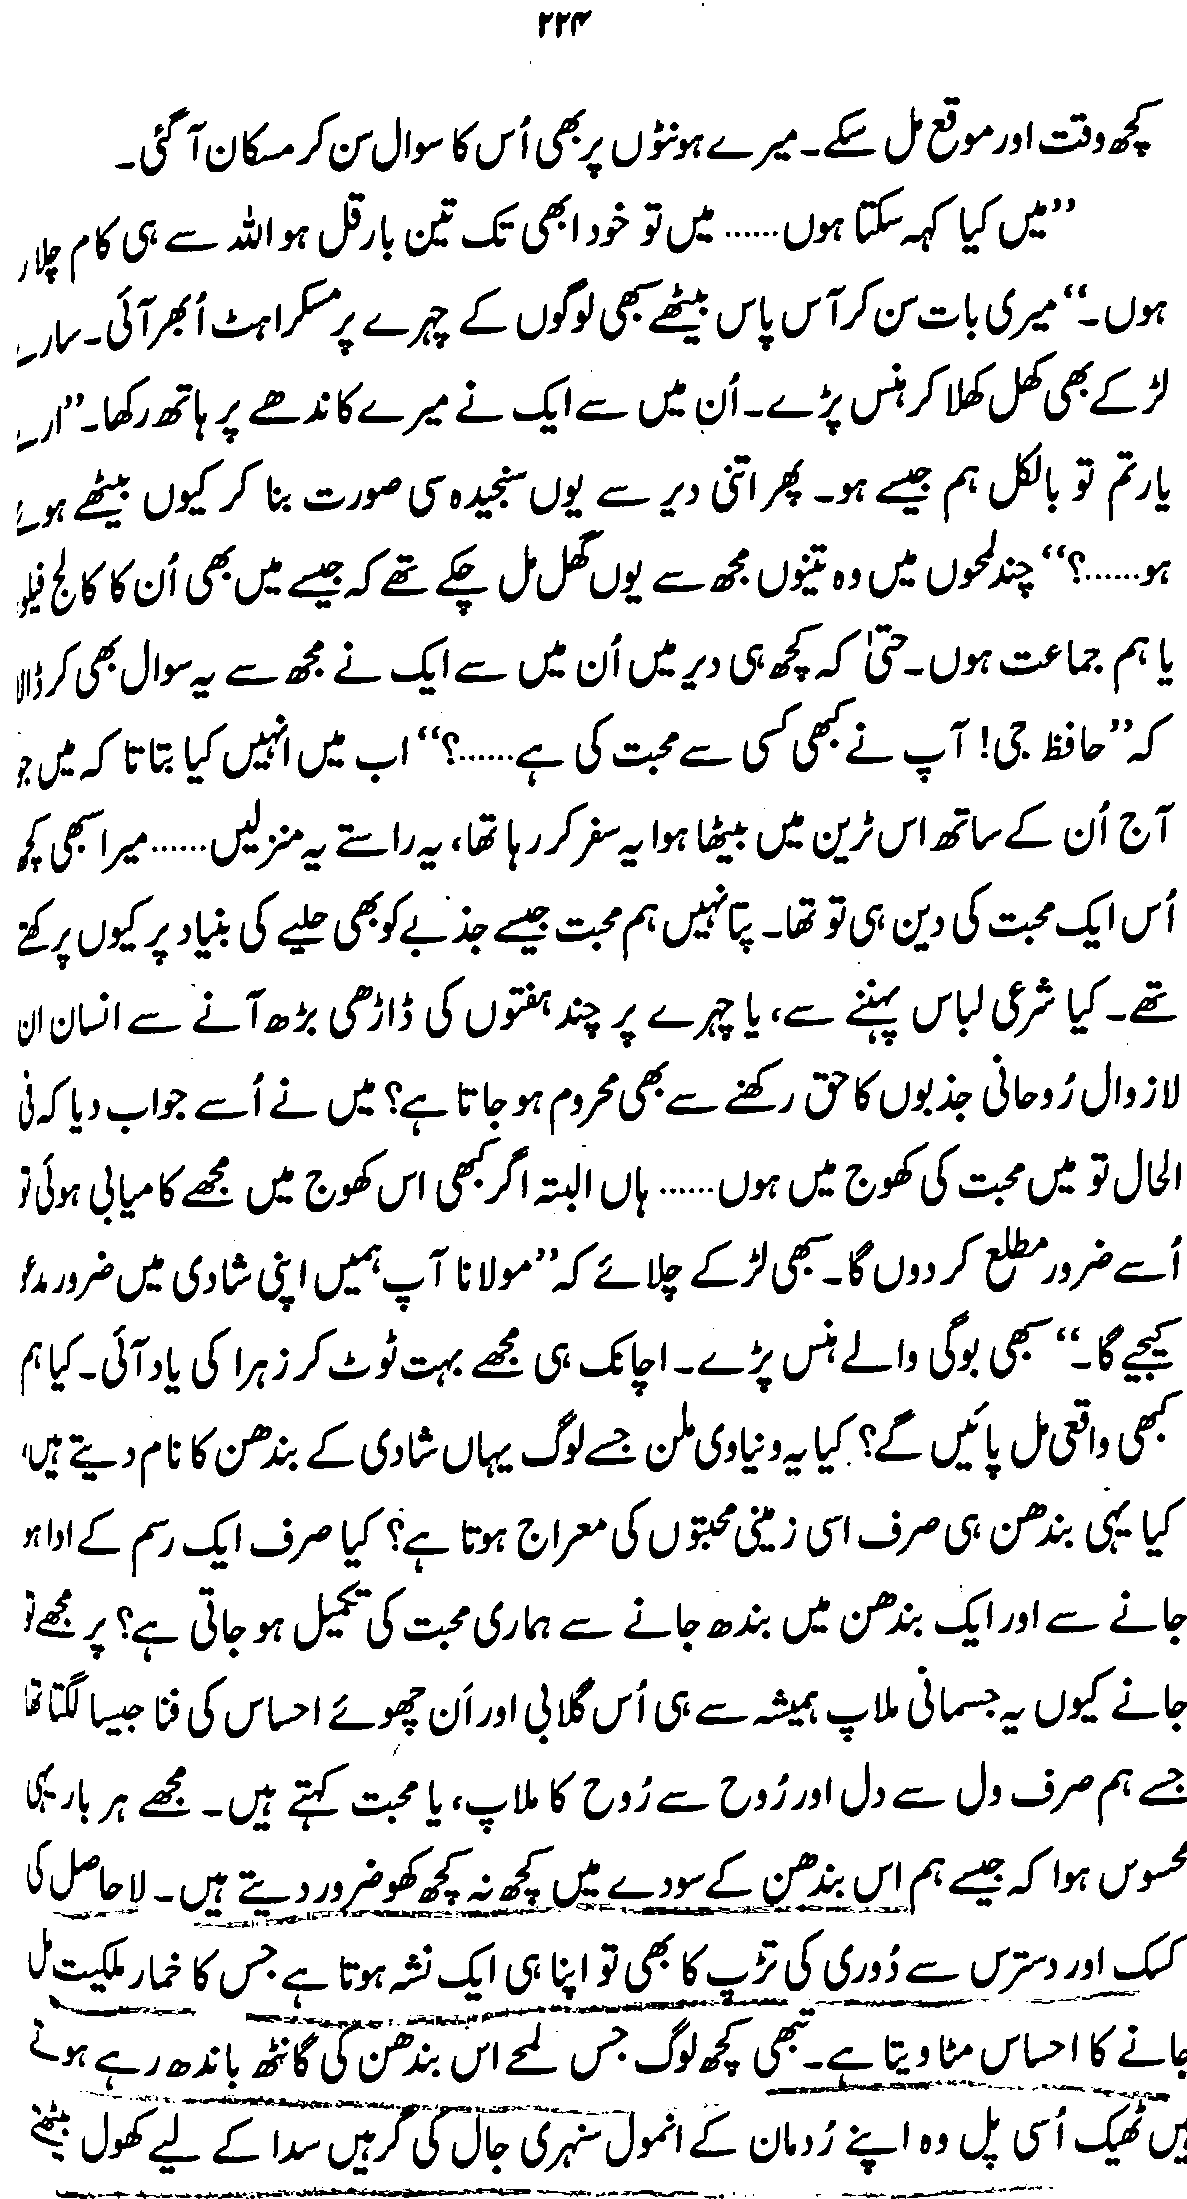 ۲۲۴
کچھ وقت اور موقع مل سکے۔ میرے ہونٹوں پر بھی اُس کا سوال سن کر مسکان آ گئی۔
”میں کیا کہہ سکتا ہوں...... میں تو خود ابھی تک تین بار قل ہو اللہ سے ہی کام چلا ر
ہوں۔“ میری بات سن کر آس پاس بیٹھے سبھی لوگوں کے چہرے پر مسکراہٹ اُبھر آئی۔ سارے
لڑکے بھی کھل کھلا کر ہنس پڑے۔ اُن میں سے ایک نے میرے کاندھے پر ہاتھ رکھا۔ ”ارے
یار تم تو بالکل ہم جیسے ہو۔ پھر اتنی دیر سے یوں سنجیدہ سی صورت بنا کر کیوں بیٹھے ہوئے
ہو......؟“ چند لمحوں میں وہ تینوں مجھ سے یوں گھل مل چکے تھے کہ جیسے میں بھی اُن کا کالج فیلو
یا ہم جماعت ہوں۔ حتیٰ کہ کچھ ہی دیر میں اُن میں سے ایک نے مجھ سے یہ سوال بھی کر ڈالا
کہ ”حافظ جی! آپ نے کبھی کسی سے محبت کی ہے......؟“ اب میں انہیں کیا بتاتا کہ میں جو
آج اُن کے ساتھ اس ٹرین میں بیٹھا ہوا یہ سفر کر رہا تھا، یہ راستے یہ منزلیں...... میرا سبھی کچھ
اُس ایک محبت کی دین ہی تو تھا۔ پتا نہیں ہم محبت جیسے جذبے کو بھی حلیے کی بنیاد پر کیوں پرکھتے
تھے۔ کیا شرعی لباس پہننے سے، یا چہرے پر چند ہفتوں کی ڈاڑھی بڑھ آنے سے انسان ان
لازوال رُوحانی جذبوں کا حق رکھنے سے بھی محروم ہو جاتا ہے؟ میں نے اُسے جواب دیا کہ فی
الحال تو میں محبت کی کھوج میں ہوں...... ہاں البتہ اگر کبھی اس کھوج میں مجھے کامیابی ہوئی تو
اُسے ضرور مطلع کر دوں گا۔ سبھی لڑکے چلائے کہ ”مولانا آپ ہمیں اپنی شادی میں ضرور مدعو
کیجیے گا۔“ سبھی بوگی والے ہنس پڑے۔ اچانک ہی مجھے بہت ٹوٹ کر زہرا کی یاد آئی۔ کیا ہم
کبھی واقعی مل پائیں گے؟ کیا یہ دنیاوی ملن جسے لوگ یہاں شادی کے بندھن کا نام دیتے ہیں،
کیا یہی بندھن ہی صرف اسی زمینی محبتوں کی معراج ہوتا ہے؟ کیا صرف ایک رسم کے ادا ہو
جانے سے اور ایک بندھن میں بندھ جانے سے ہماری محبت کی تکمیل ہو جاتی ہے؟ پر مجھے تو
جانے کیوں یہ جسمانی ملاپ ہمیشہ سے ہی اُس گلابی اور اَن چھوئے احساس کی فنا جیسا لگتا تھا
جسے ہم صرف دل سے دل اور رُوح سے رُوح کا ملاپ، یا محبت کہتے ہیں۔ مجھے ہر بار یہی
محسوس ہوا کہ جیسے ہم اس بندھن کے سودے میں کچھ نہ کچھ کھو ضرور دیتے ہیں۔ لاحاصل کی
کسک اور دسترس سے دُوری کی تڑپ کا بھی تو اپنا ہی ایک نشہ ہوتا ہے جس کا خمار ملکیت مل
جانے کا احساس مٹا دیتا ہے۔ تبھی کچھ لوگ جس لمحے اس بندھن کی گانٹھ باندھ رہے ہوتے
ہیں ٹھیک اُسی پل وہ اپنے رُومان کے انمول سنہری جال کی گرہیں سدا کے لیے کھول بیٹھتے